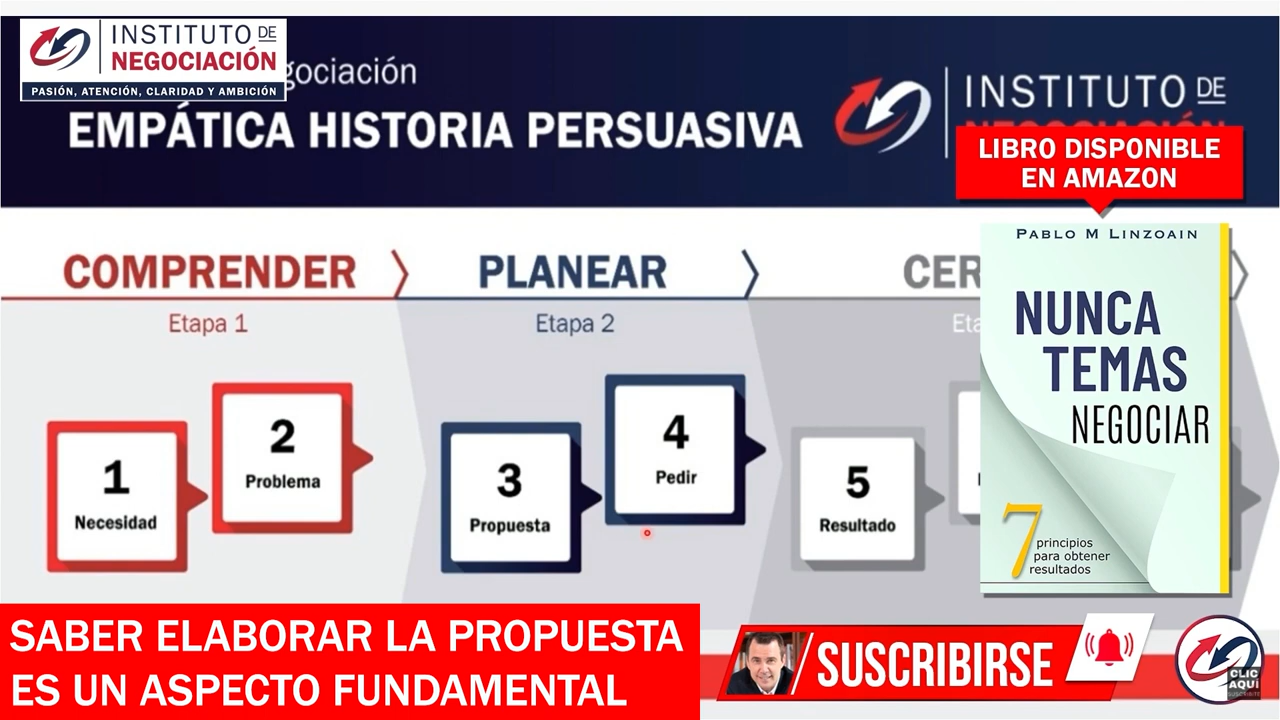 INSTITUTO DE
NEGOCIACIÓN
PASIÓN, ATENCIÓN, CLARIDAD Y AMBICIÓN
EMPÁTICA HISTORIA PERSUASIVA
INSTITUTO DE
LIBRO DISPONIBLE
EN AMAZON
PABLO M LINZOAIN
NUNCA
TEMAS
NEGOCIAR
7 principios
para obtener
resultados
COMPRENDER
Etapa 1
PLANEAR
Etapa 2
1
Necesidad
2
Problema
3
Propuesta
4
Pedir
5
Resultado
SABER ELABORAR LA PROPUESTA
ES UN ASPECTO FUNDAMENTAL
SUSCRIBIRSE
CLIC
AQUÍ